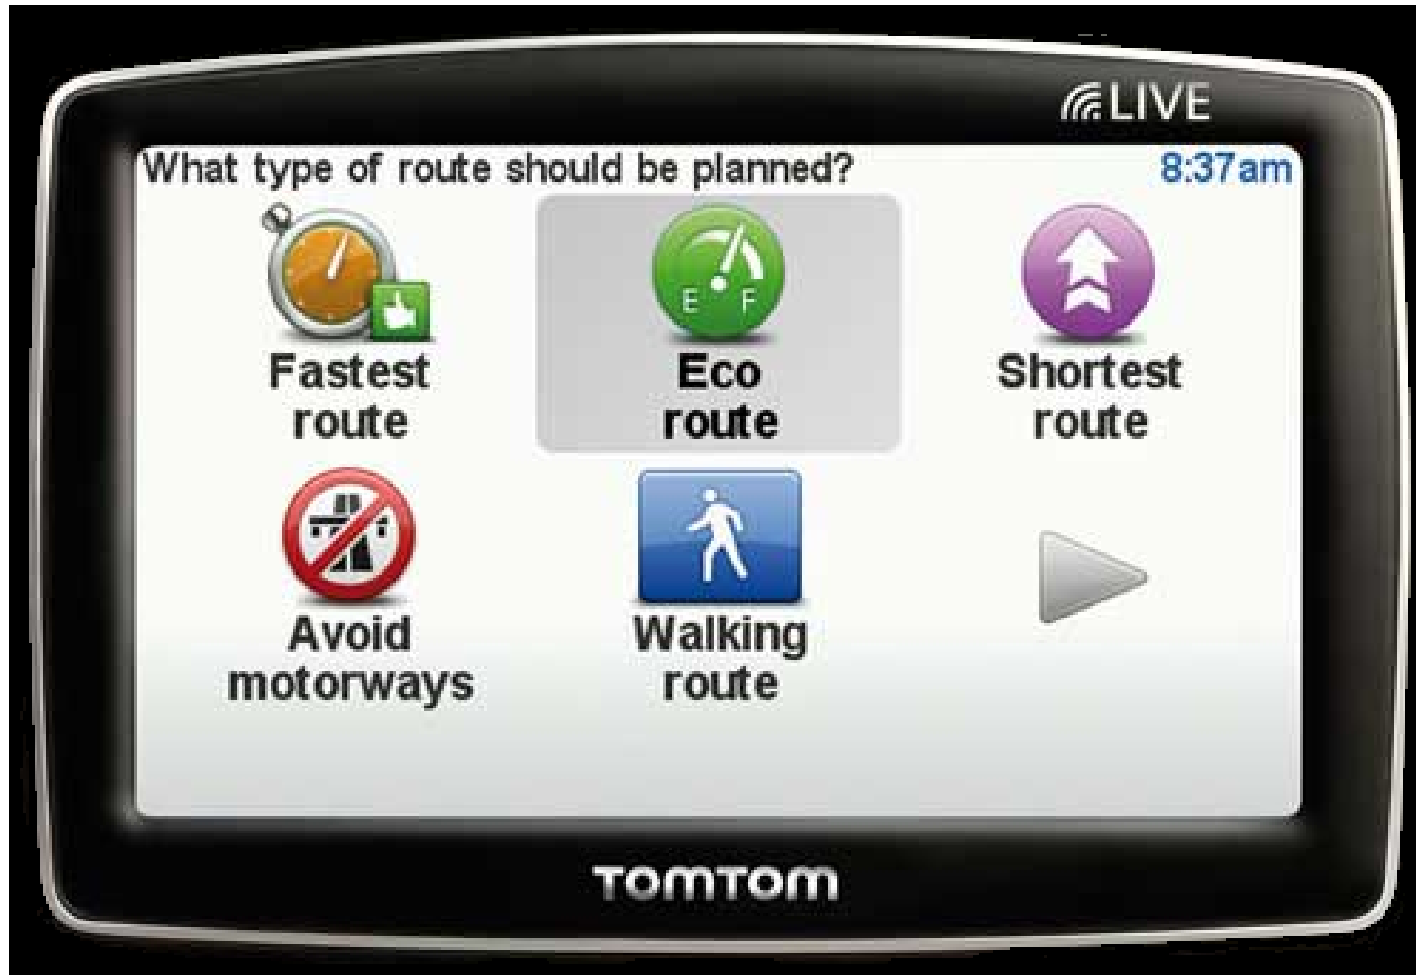 LIVE
What type of route should be planned?
8:37am
Fastest
route
E F
Eco
route
Shortest
route
Avoid
motorways
Walking
route
TOMTOM